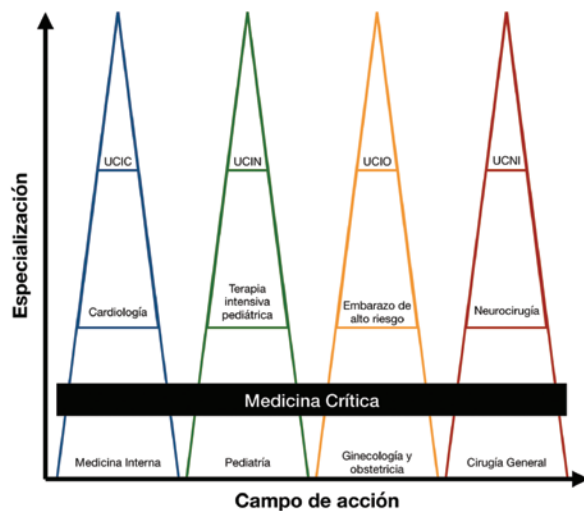 Especialización
UCIC
UCIN
UCIO
UCNI
Cardiología
Terapia
intensiva
pediátrica
Embarazo de
alto riesgo
Neurocirugía
Medicina Crítica
Medicina Interna
Pediatría
Ginecología y
obstetricia
Cirugía General
Campo de acción